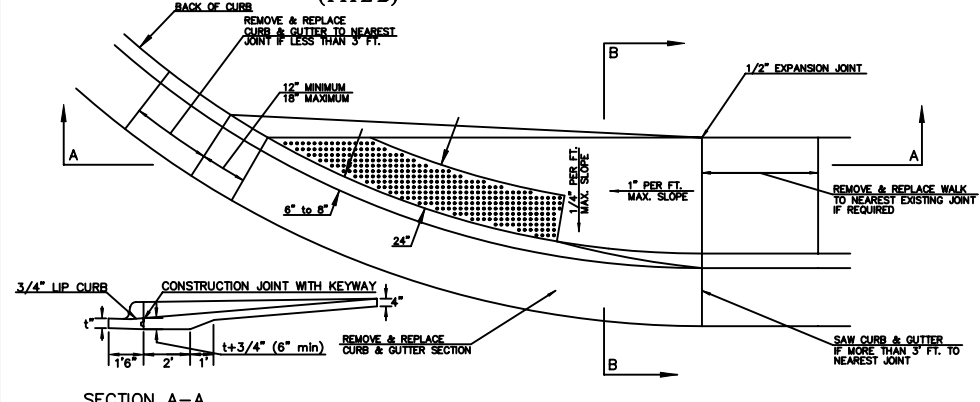 BACK OF CURB
REMOVE & REPLACE
CURB & GUTTER TO NEAREST
JOINT IF LESS THAN 3' FT.
B
1/2" EXPANSION JOINT
12" MINIMUM
18" MAXIMUM
A
A
1/4" PER FT.
MAX. SLOPE
1" PER FT.
MAX. SLOPE
REMOVE & REPLACE WALK
TO NEAREST EXISTING JOINT
IF REQUIRED
6" to 8"
24"
3/4" LIP CURB
CONSTRUCTION JOINT WITH KEYWAY
4"
t"
t+3/4" (6" min)
1'6"
2'
1'
REMOVE & REPLACE
CURB & GUTTER SECTION
SAW CURB & GUTTER
IF MORE THAN 3' FT. TO
NEAREST JOINT
B
SECTION A-A